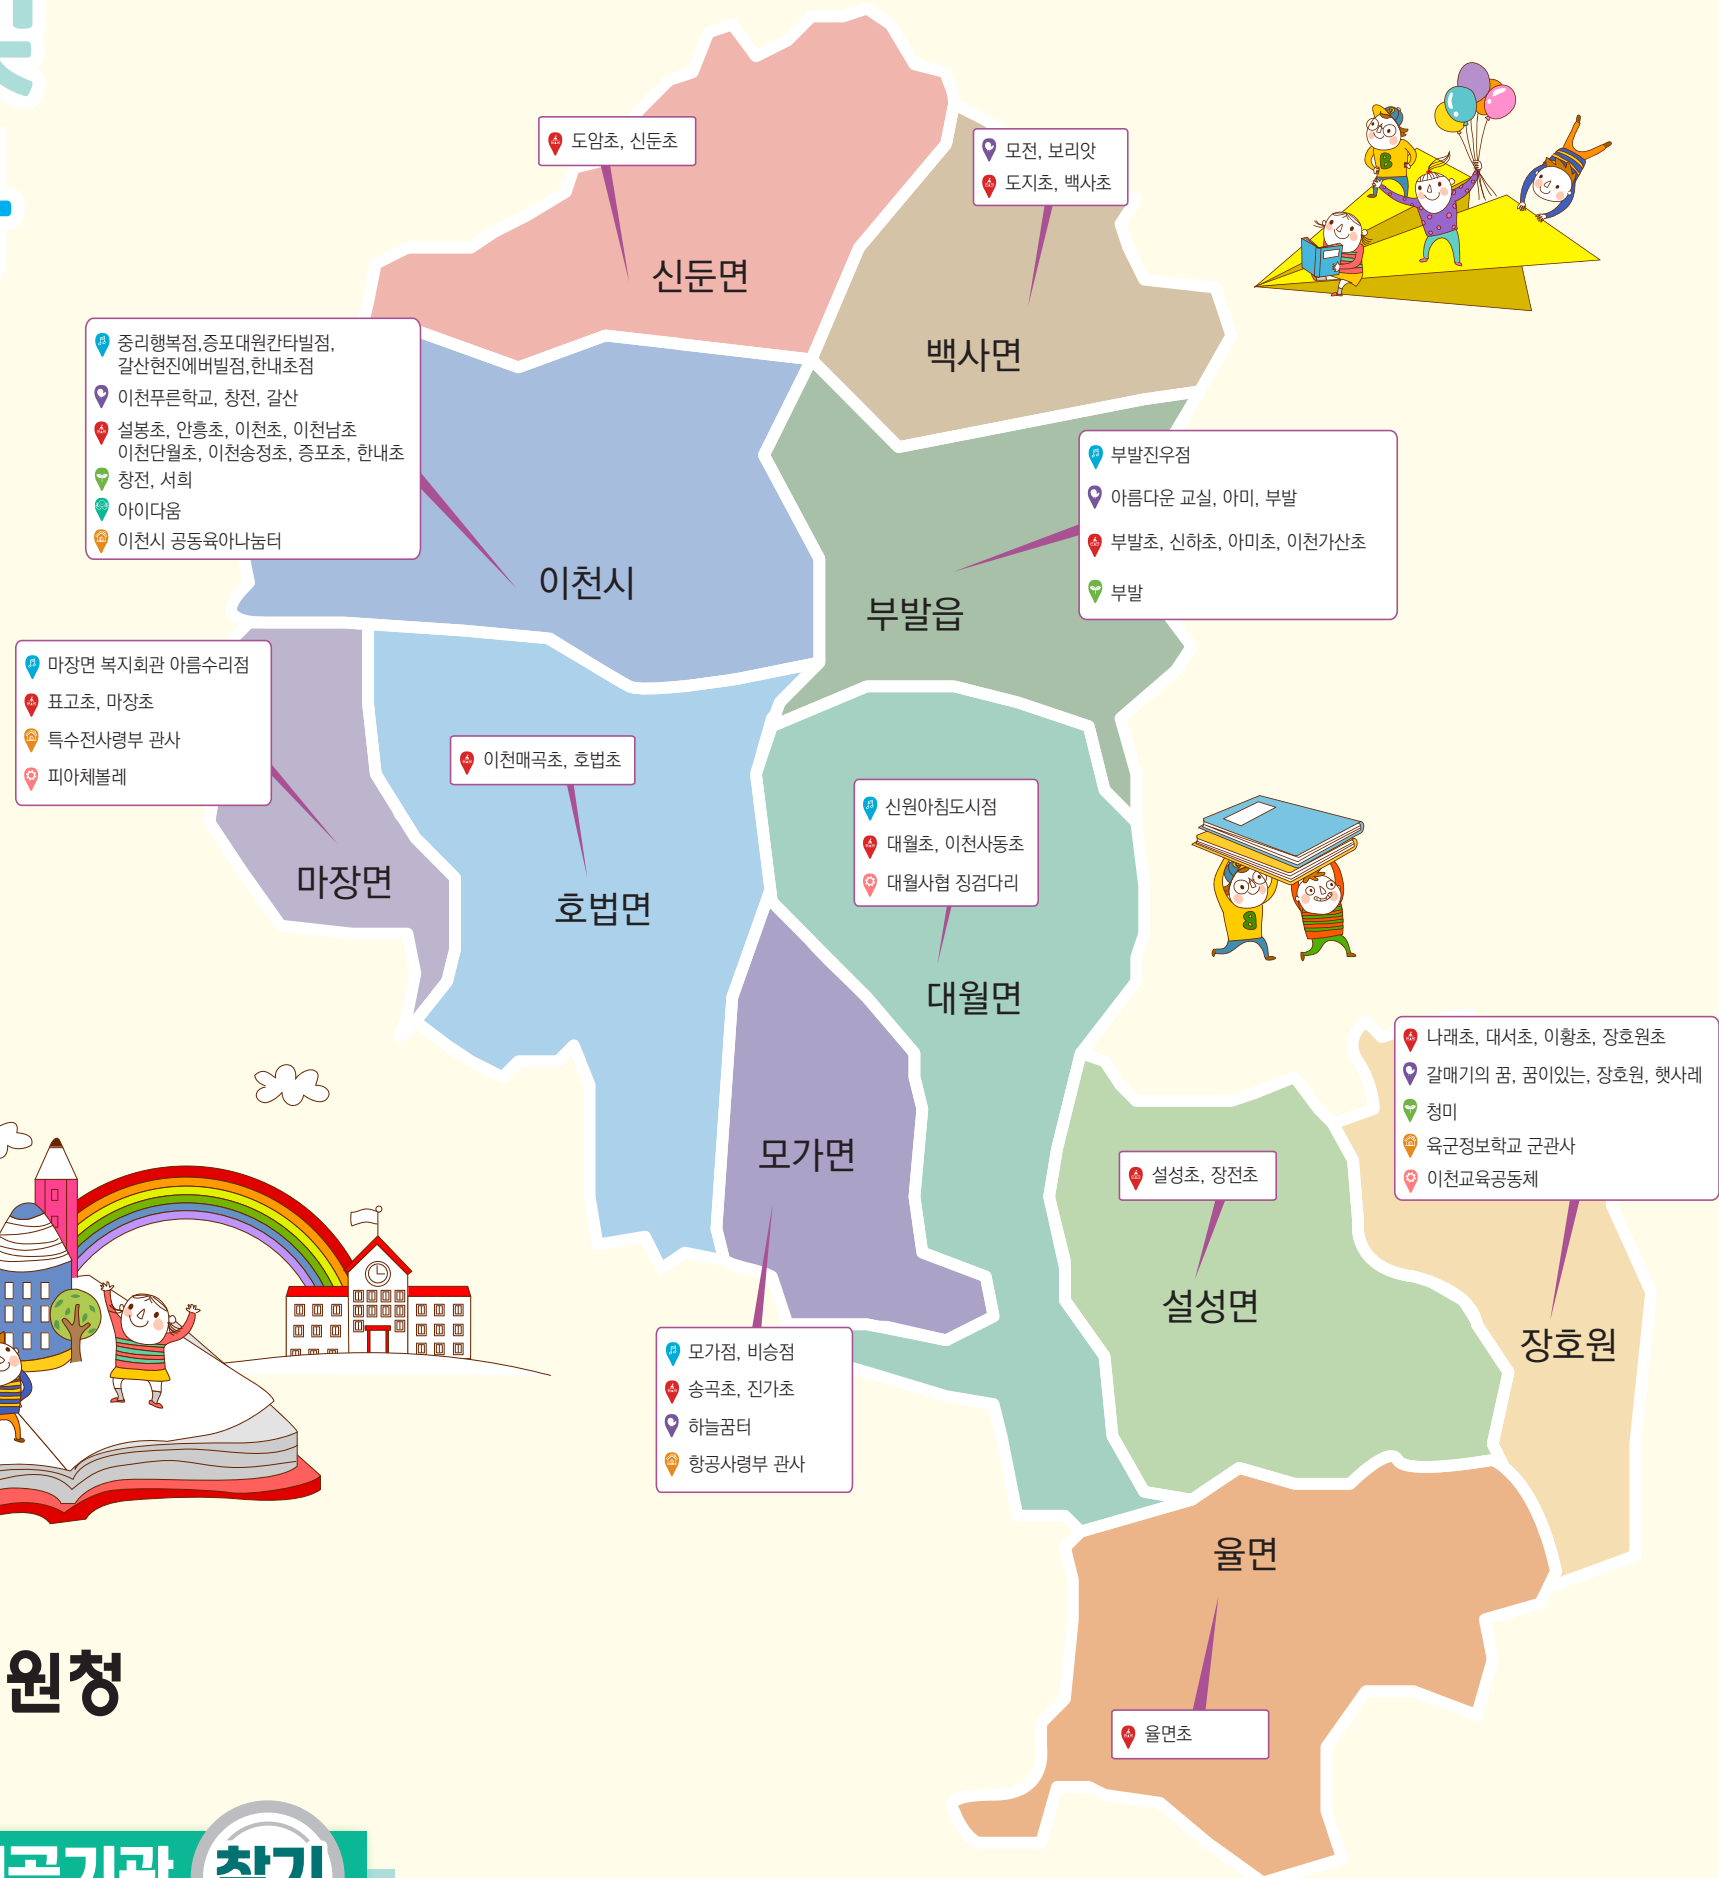 도암초, 신둔초
신둔면
모전, 보리앗
도지초, 백사초
백사면
중리행복점,증포대원칸타빌점,
갈산현진에버빌점,한내초점
이천푸른학교, 창전, 갈산
설봉초, 안흥초, 이천초, 이천남초
이천단월초, 이천송정초, 증포초, 한내초
창전, 서희
아이다움
이천시 공동육아나눔터
이천시
부발진우점
아름다운 교실, 아미, 부발
부발초, 신하초, 아미초, 이천가산초
부발
부발읍
마장면 복지회관 아름수리점
표고초, 마장초
특수전사령부 관사
피아체볼레
마장면
이천매곡초, 호법초
호법면
신원아침도시점
대월초, 이천사동초
대월사협 징검다리
대월면
나래초, 대서초, 이황초, 장호원초
갈매기의 꿈, 꿈이있는, 장호원, 햇사레
청미
육군정보학교 군관사
이천교육공동체
장호원
설성초, 장전초
설성면
모가면
모가점, 비승점
송곡초, 진가초
하늘꿈터
항공사령부 관사
율면
율면초
원청
찾기